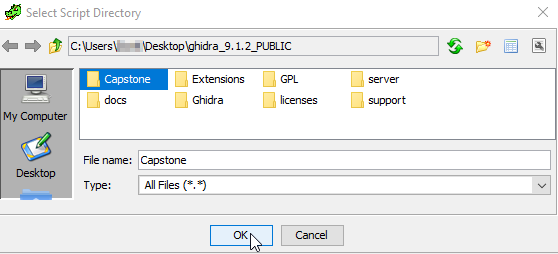 Select Script Directory
C:\Users\ \Desktop\ghidra_9.1.2_PUBLIC
My Computer
Desktop
Capstone Extensions GPL server
docs Ghidra licenses support
File name: Capstone
Type: All Files (*.*)
OK Cancel